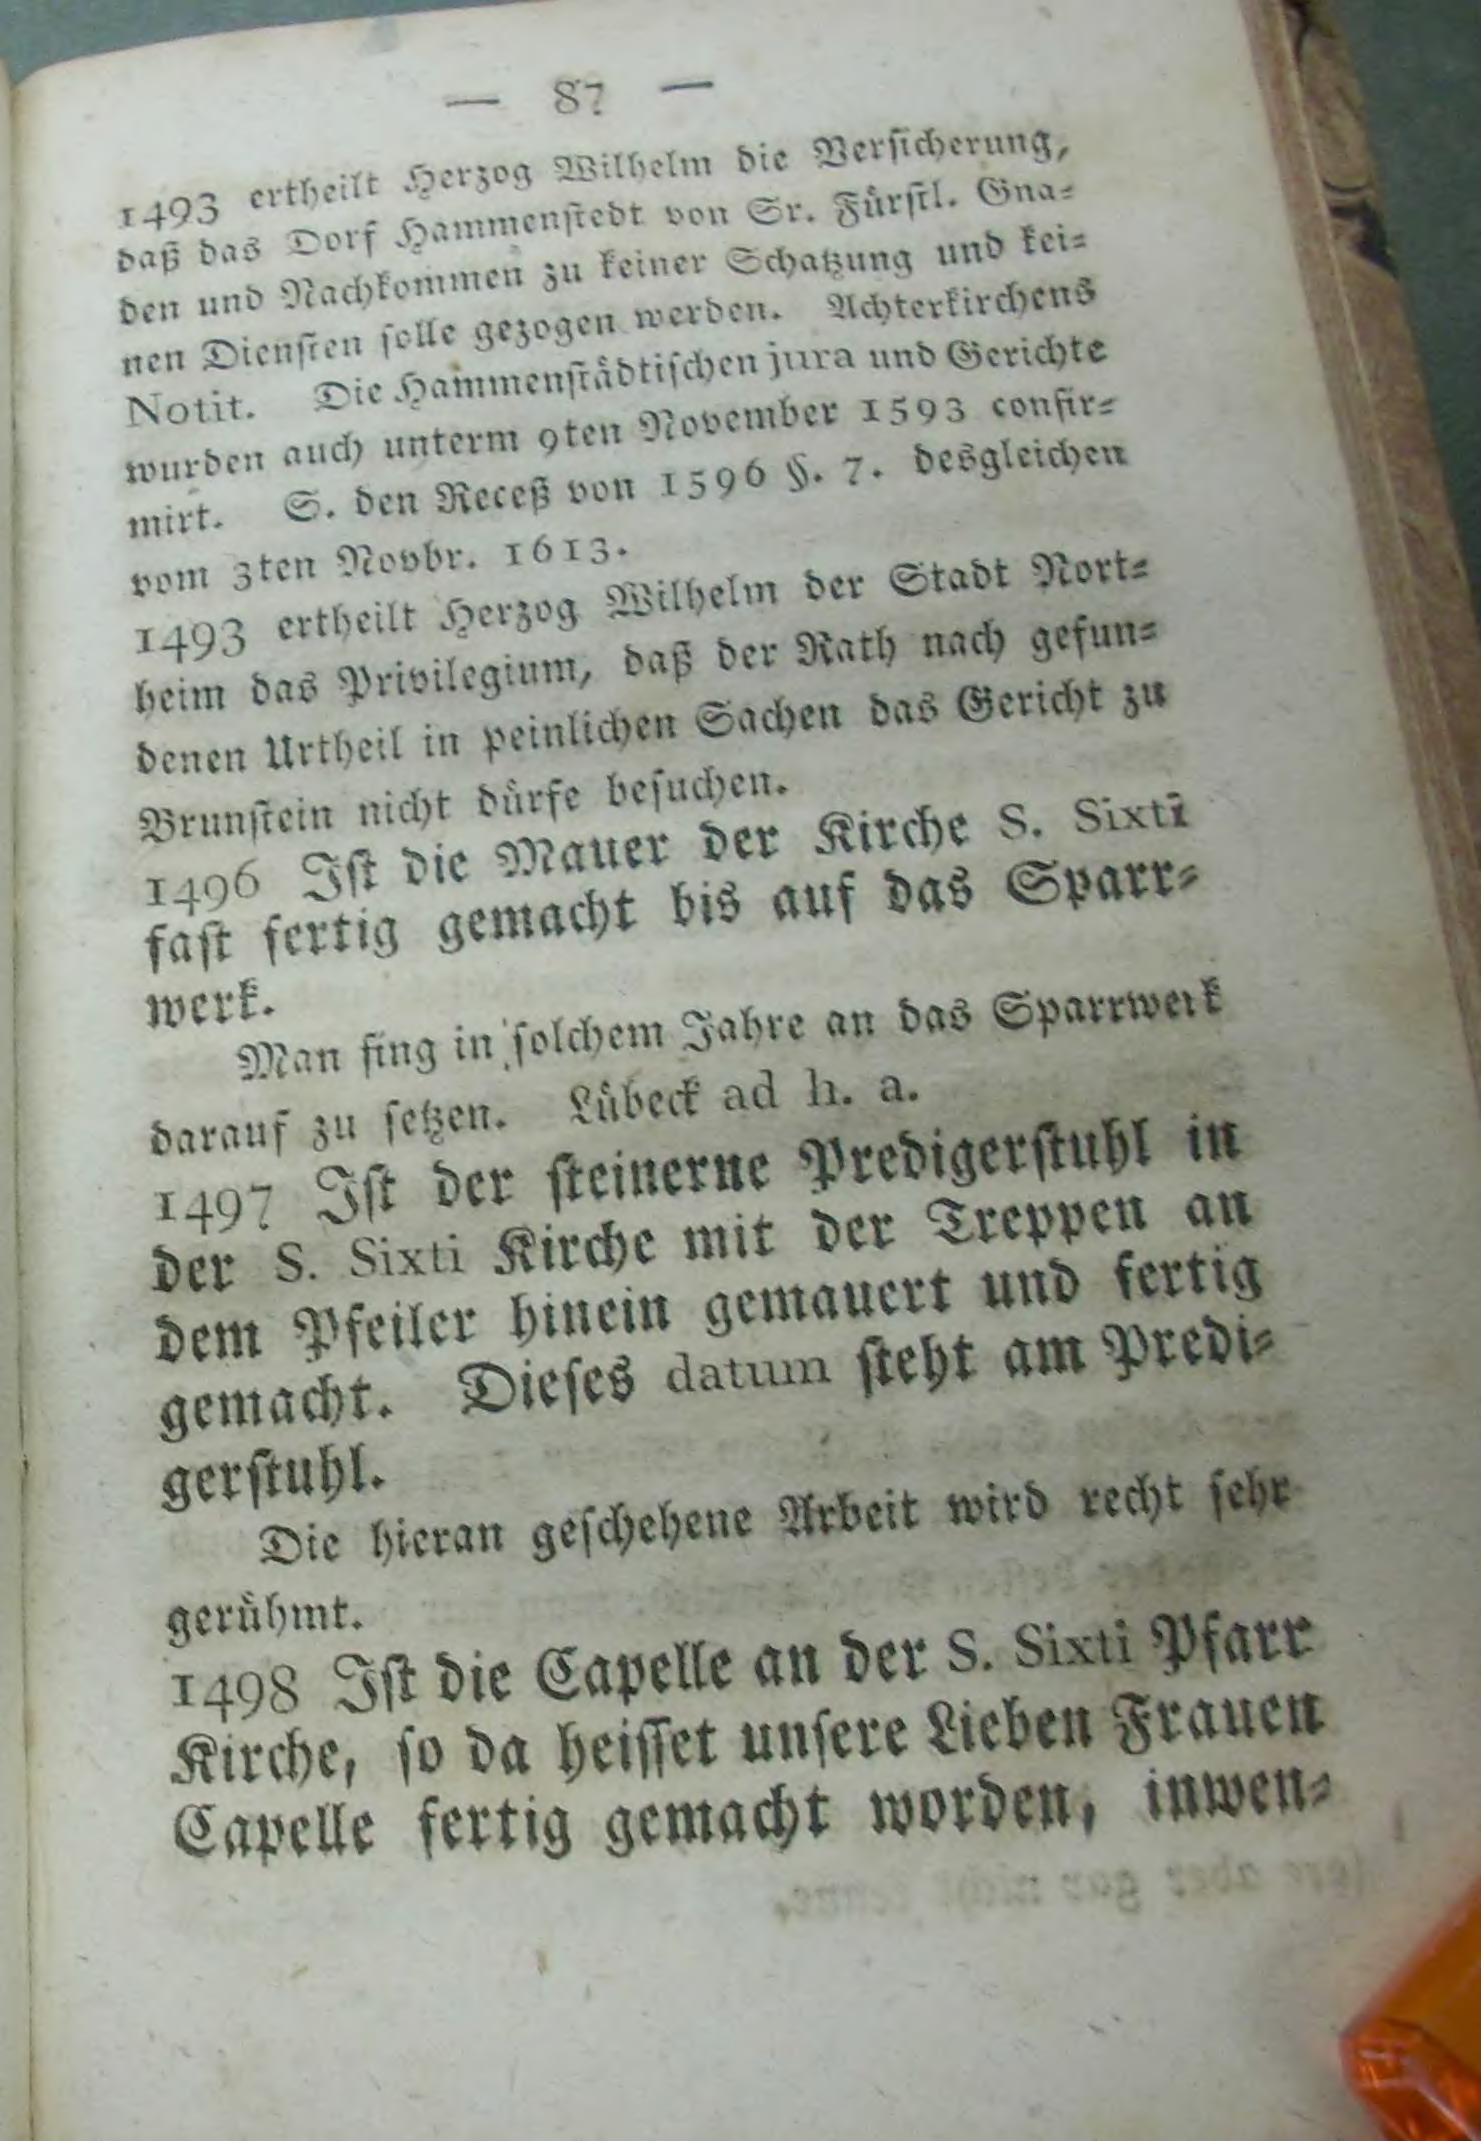 — 87 —
1493 ertheilt Herzog Wilhelm die Versicherung,
daß das Dorf Hammenstedt von Sr. Fürstl. Gna⸗
den und Nachkommen zu keiner Schatzung und kei⸗
nen Diensten solle gezogen werden. Achterkirchens
Notit. Die Hammenstädtischen jura und Gerichte
wurden auch unterm 9ten November 1593 confir⸗
mirt. S. den Receß von 1596 §. 7. desgleichen
vom 3ten Novbr. 1613.
1493 ertheilt Herzog Wilhelm der Stadt Nort⸗
heim das Privilegium, daß der Rath nach gefun⸗
denen Urtheil in peinlichen Sachen das Gericht zu
Brunstein nicht dürfe besuchen.
1496 Ist die Mauer der Kirche S. Sixti
fast fertig gemacht bis auf das Sparr⸗
werk.
Man fing in solchem Jahre an das Sparrwerk
darauf zu setzen. Lübeck ad h. a.
1497 Ist der steinerne Predigerstuhl in
der S. Sixti Kirche mit der Treppen an
dem Pfeiler hinein gemauert und fertig
gemacht. Dieses datum steht am Predi⸗
gerstuhl.
Die hieran geschehene Arbeit wird recht sehr
gerühmt.
1498 Ist die Capelle an der S. Sixti Pfarr
Kirche, so da heisset unsere Lieben Frauen
Capelle fertig gemacht worden, inwen⸗